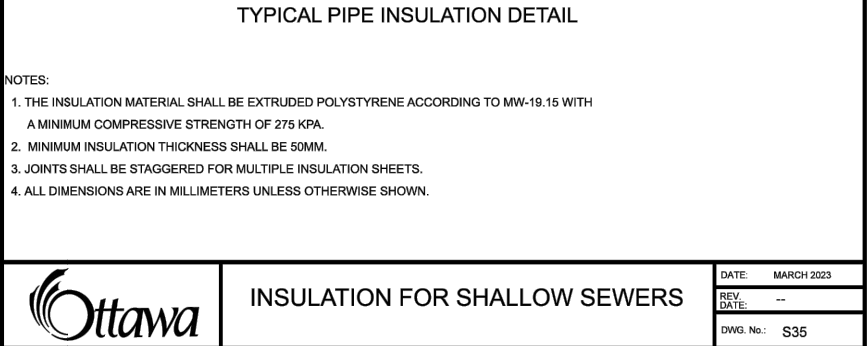 TYPICAL PIPE INSULATION DETAIL
NOTES:
1. THE INSULATION MATERIAL SHALL BE EXTRUDED POLYSTYRENE ACCORDING TO MW-19.15 WITH
A MINIMUM COMPRESSIVE STRENGTH OF 275 KPA.
2. MINIMUM INSULATION THICKNESS SHALL BE 50MM.
3. JOINTS SHALL BE STAGGERED FOR MULTIPLE INSULATION SHEETS.
4. ALL DIMENSIONS ARE IN MILLIMETERS UNLESS OTHERWISE SHOWN.
Ottawa
INSULATION FOR SHALLOW SEWERS
DATE: MARCH 2023
REV.
DATE: --
DWG. No.: S35